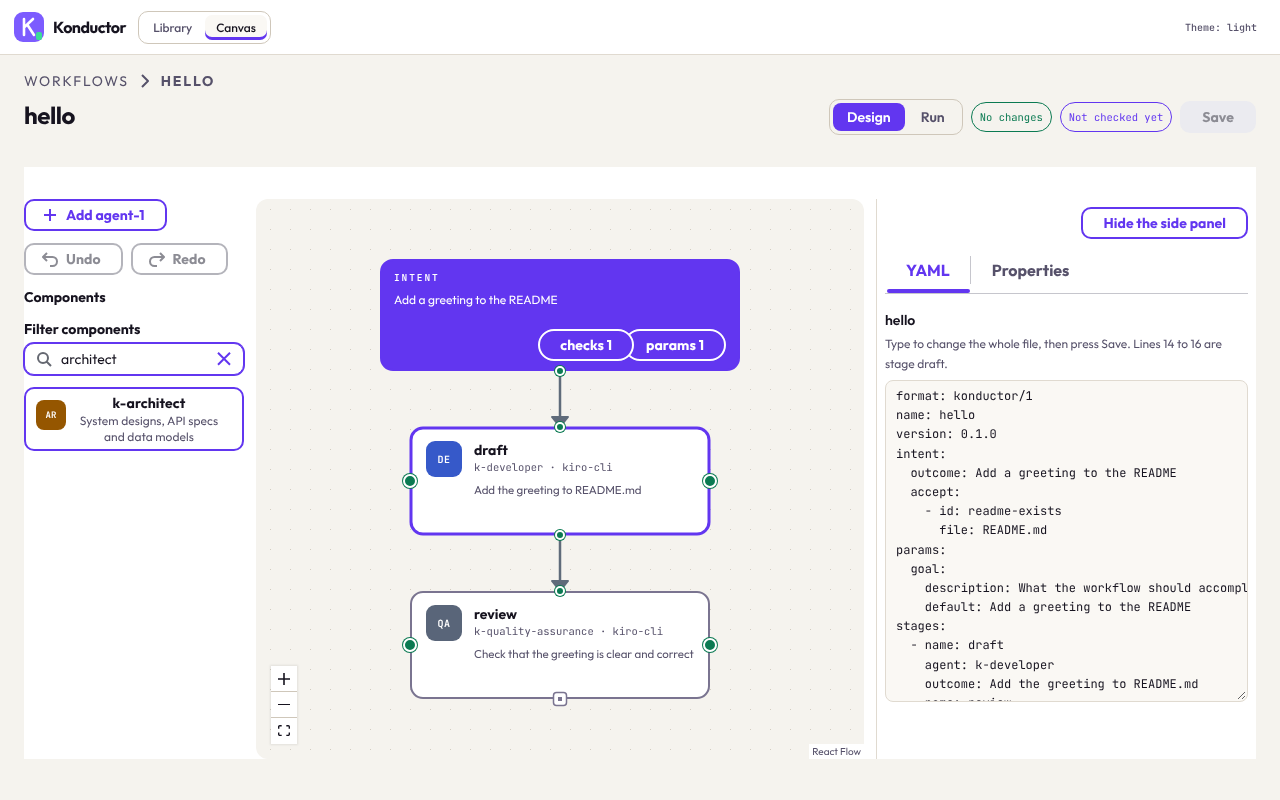 Konductor
Library
Canvas
Theme: light
WORKFLOWS
HELLO
hello
Design
Run
No changes
Not checked yet
Save
Add agent-1
Undo
Redo
Components
Filter components
architect
AR
k-architect
System designs, API specs
and data models
INTENT
Add a greeting to the README
checks 1
params 1
DE
draft
k-developer · kiro-cli
Add the greeting to README.md
QA
review
k-quality-assurance · kiro-cli
Check that the greeting is clear and correct
React Flow
Hide the side panel
YAML
Properties
hello
Type to change the whole file, then press Save. Lines 14 to 16 are
stage draft.
format: konductor/1
name: hello
version: 0.1.0
intent:
  outcome: Add a greeting to the README
  accept:
    - id: readme-exists
      file: README.md
params:
  goal:
    description: What the workflow should accompl
    default: Add a greeting to the README
stages:
  - name: draft
    agent: k-developer
    outcome: Add the greeting to README.md